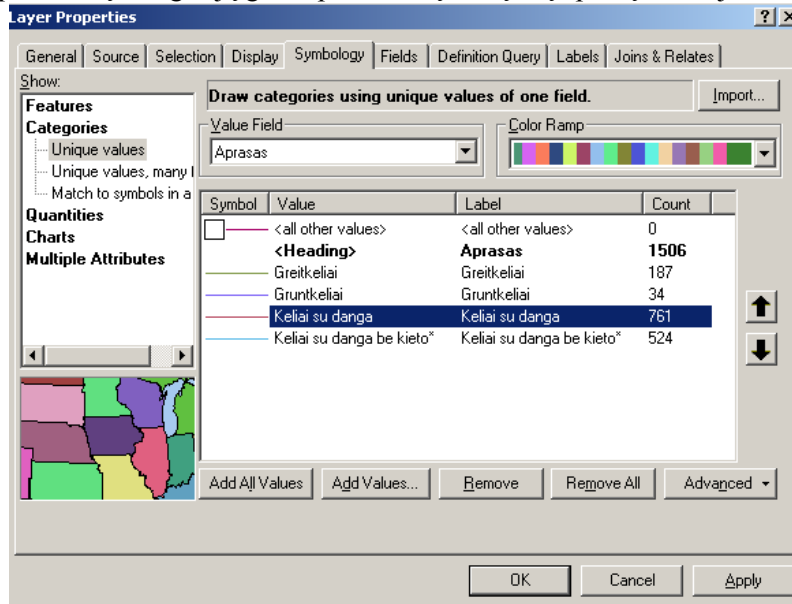 Layer Properties
General Source Selection Display Symbology Fields Definition Query Labels Joins & Relates
Show:
Features
Categories
Unique values
Unique values, many
Match to symbols in a
Quantities
Charts
Multiple Attributes
Draw categories using unique values of one field.
Import...
Value Field
Aprasas
Color Ramp
Symbol Value Label Count
<all other values> <all other values> 0
<Heading> Aprasas 1506
Greitkeliai Greitkeliai 187
Gruntkeliai Gruntkeliai 34
Keliai su danga Keliai su danga 761
Keliai su danga be kieto* Keliai su danga be kieto* 524
Add All Values Add Values... Remove Remove All Advanced
OK Cancel Apply